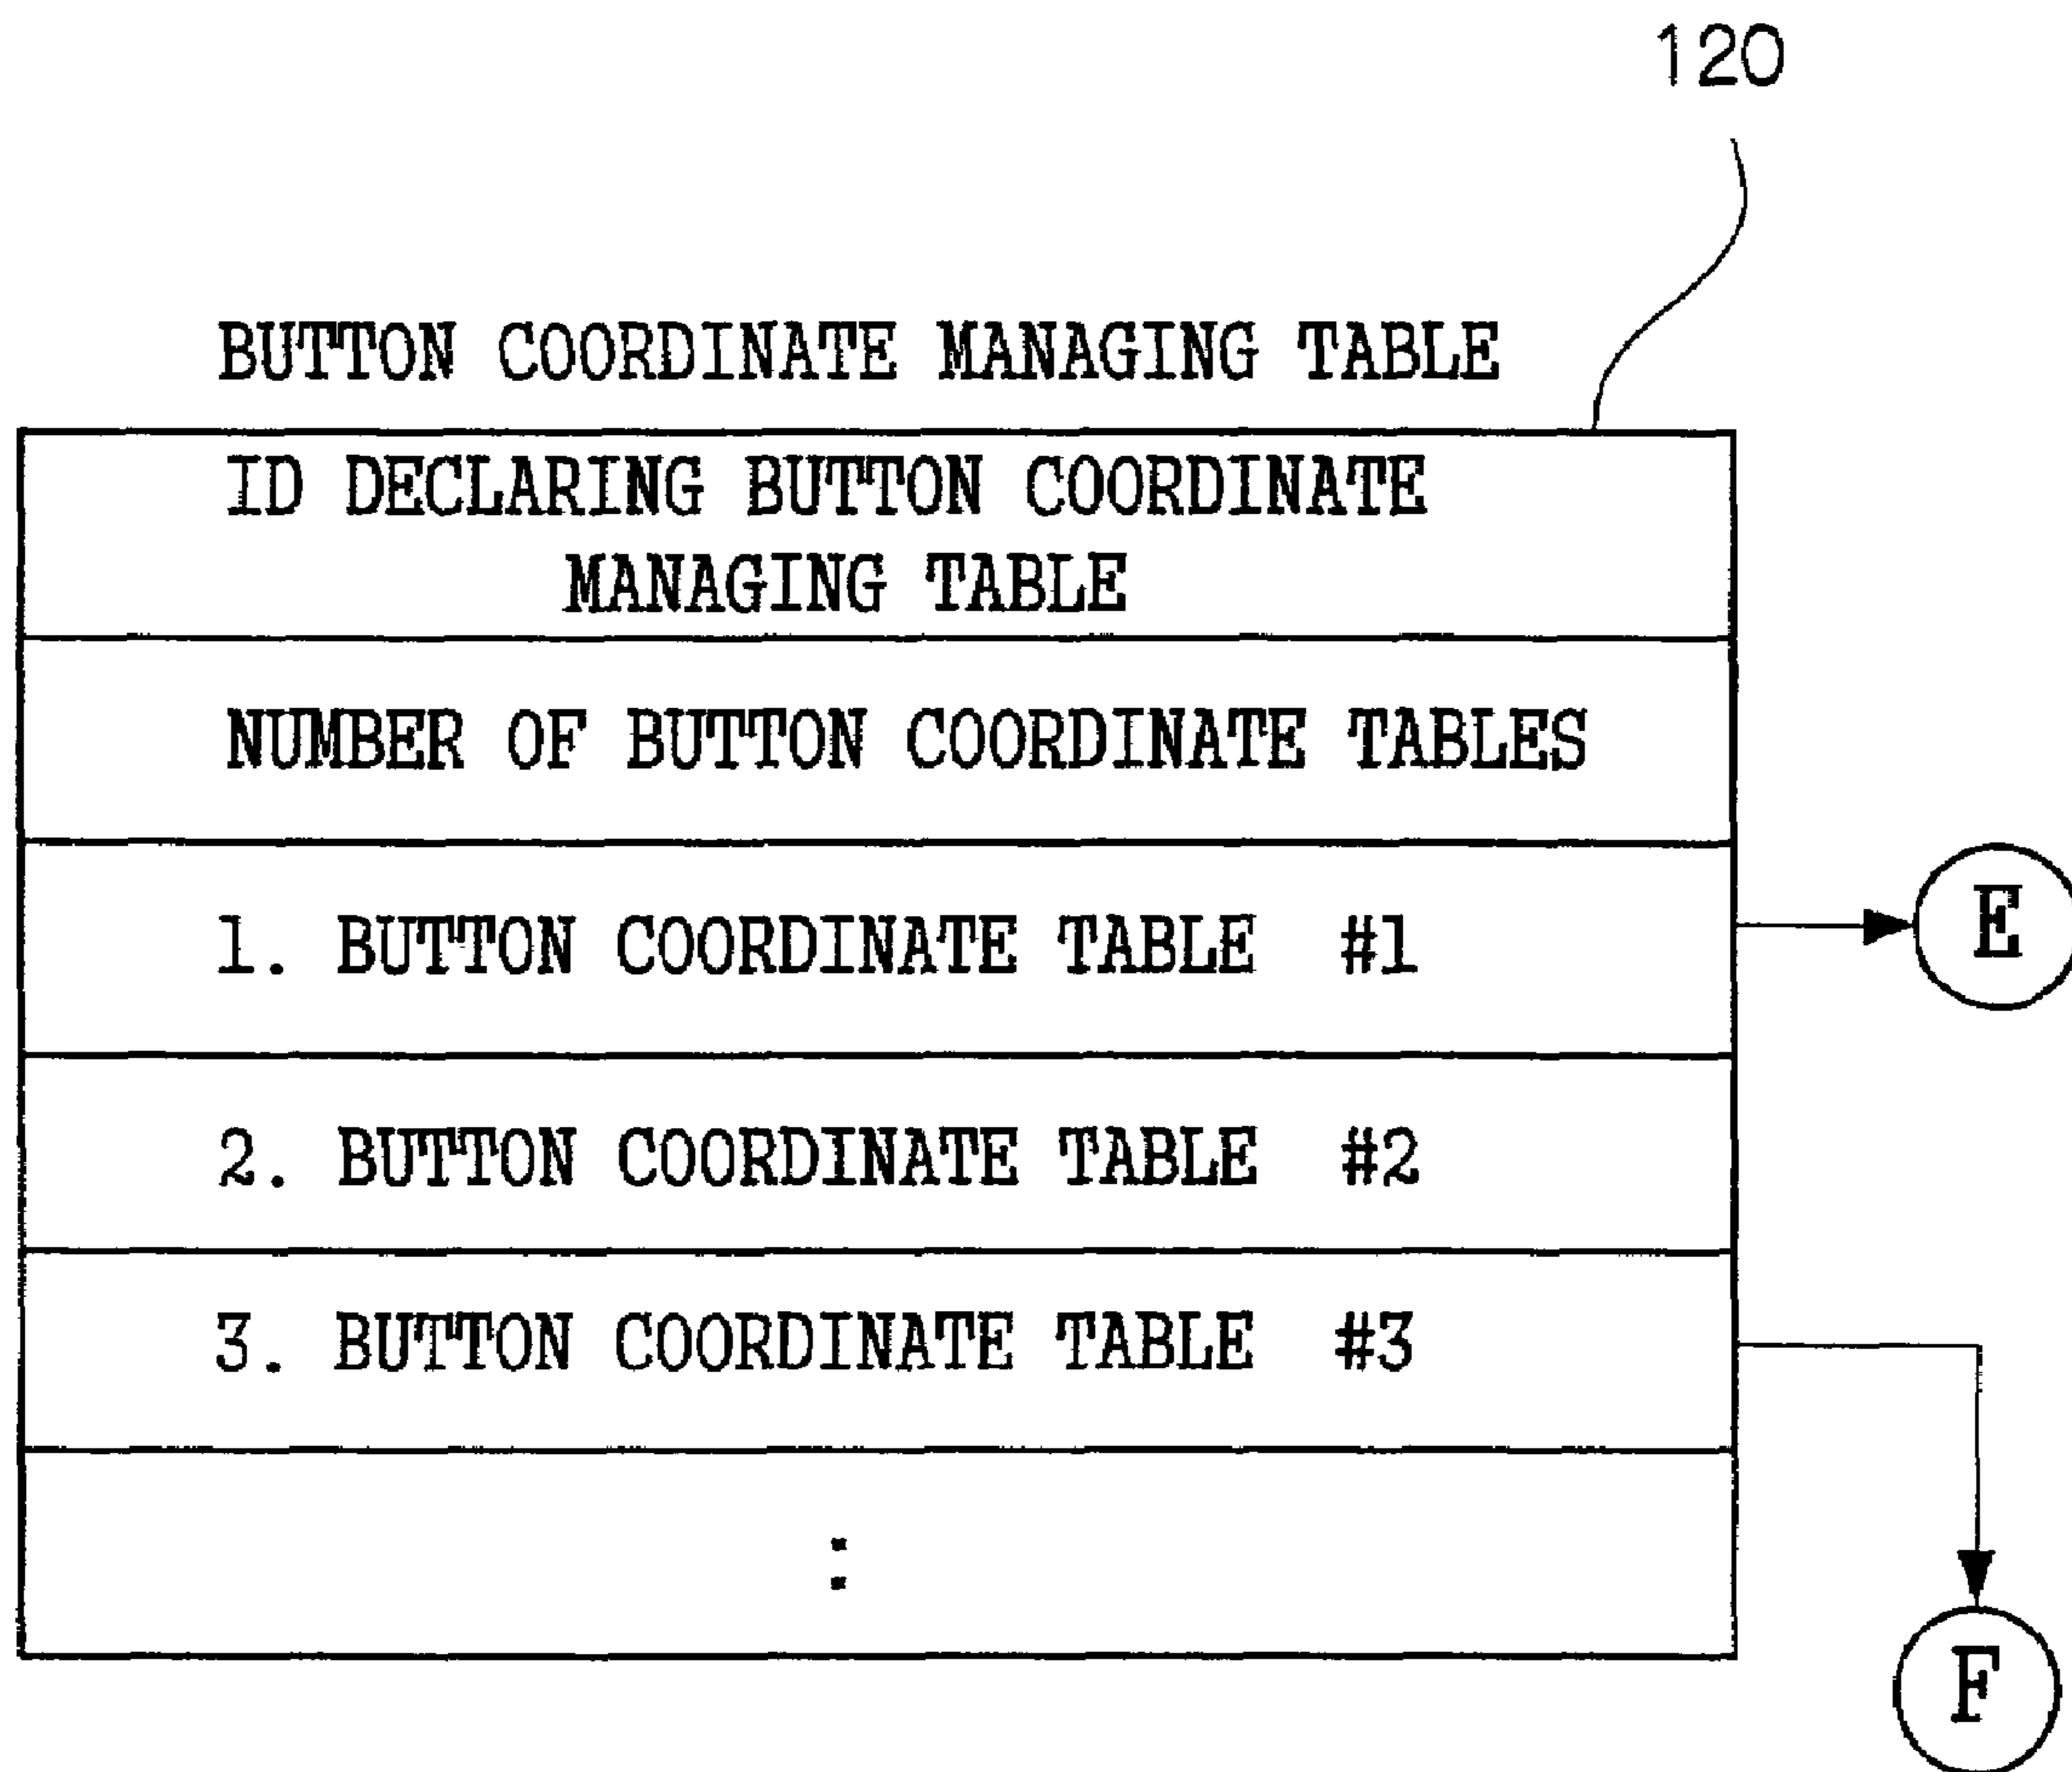 120
BUTTON COORDINATE MANAGING TABLE
ID DECLARING BUTTON COORDINATE
MANAGING TABLE
NUMBER OF BUTTON COORDINATE TABLES
1. BUTTON COORDINATE TABLE #1
E
2. BUTTON COORDINATE TABLE #2
3. BUTTON COORDINATE TABLE #3
:
F